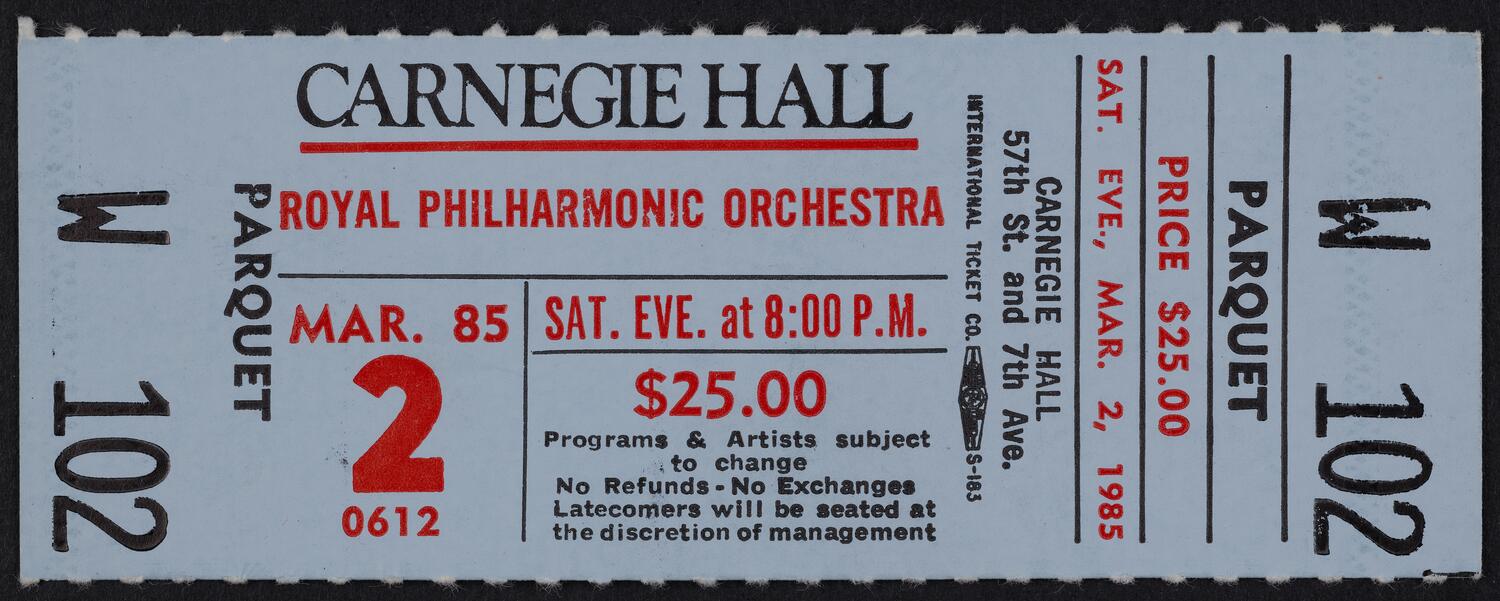 W 102
PARQUET
CARNEGIE HALL
ROYAL PHILHARMONIC ORCHESTRA
MAR. 85
2
0612
SAT. EVE. at 8:00 P.M.
$25.00
Programs & Artists subject
to change
No Refunds - No Exchanges
Latecomers will be seated at
the discretion of management
INTERNATIONAL TICKET CO. S-183
CARNEGIE HALL
57th St. and 7th Ave.
SAT. EVE., MAR. 2, 1985
PRICE $25.00
PARQUET
W 102